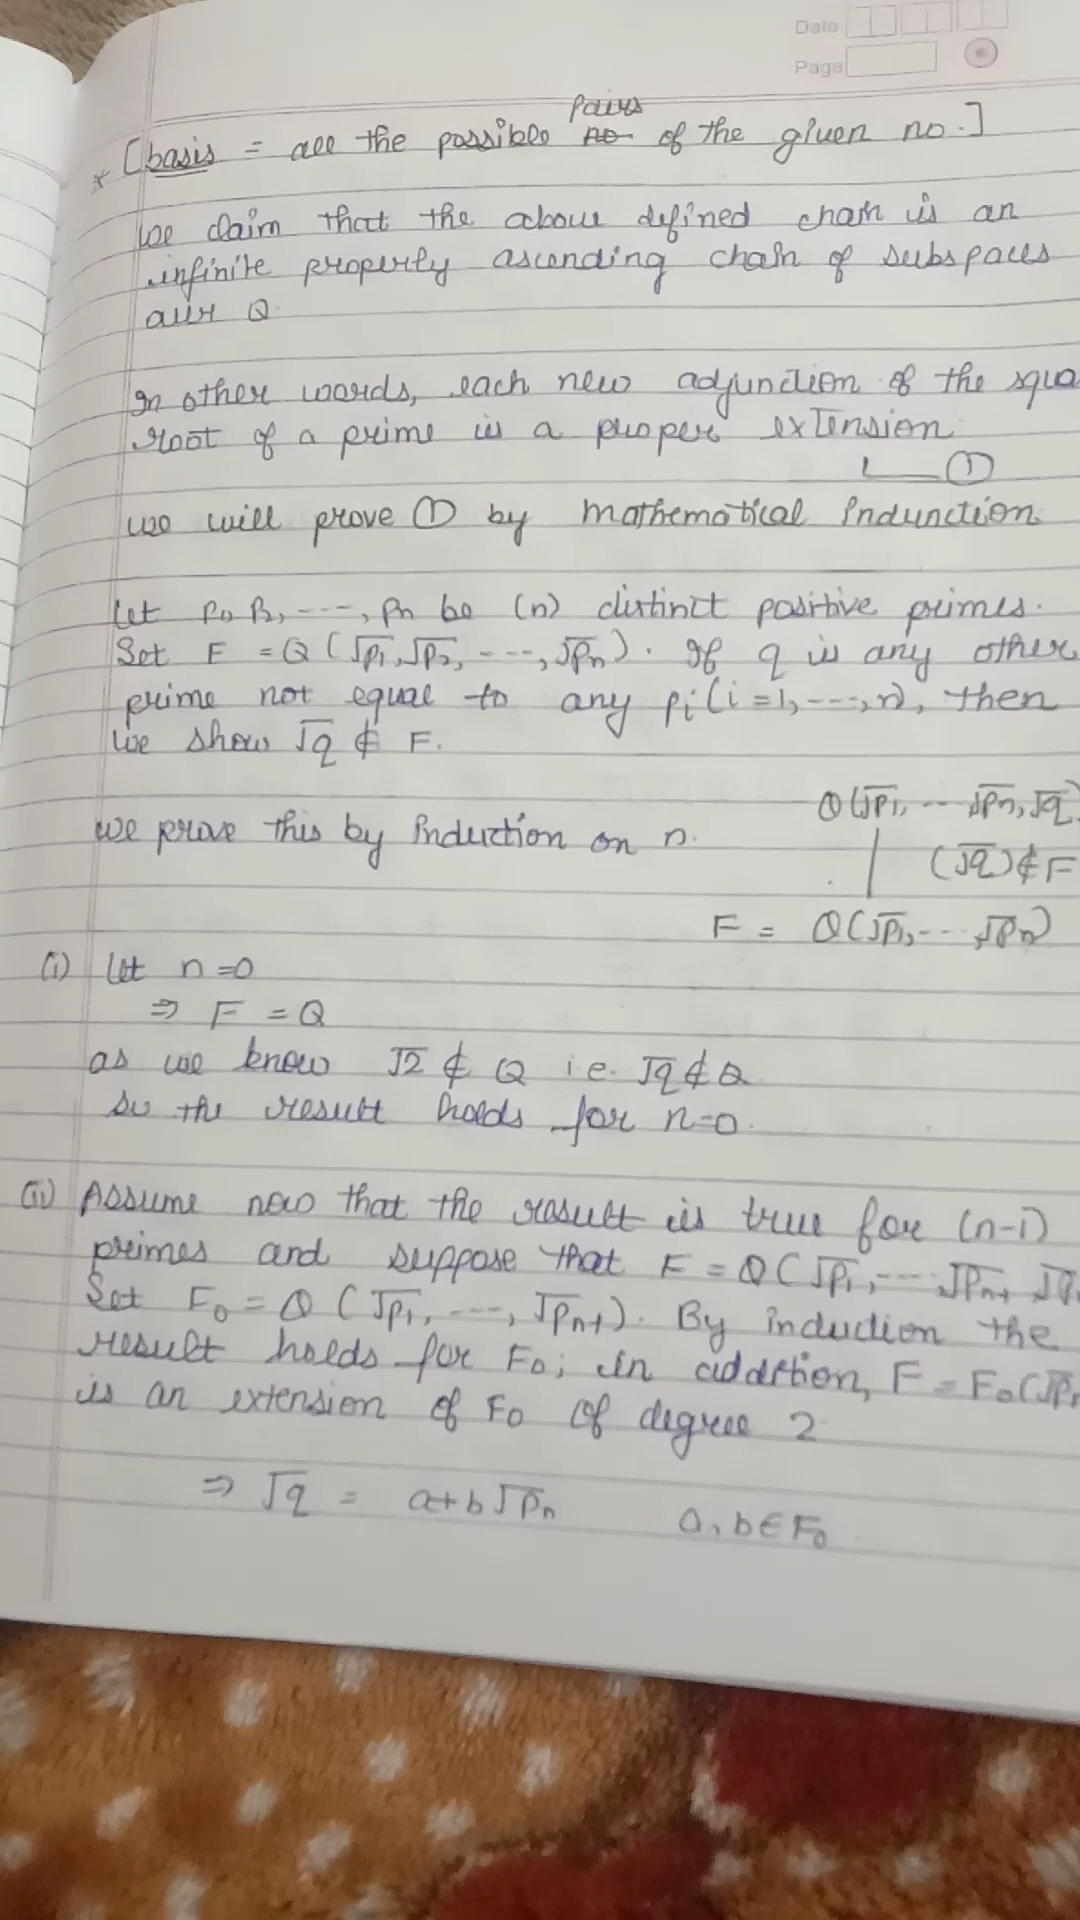 Date
Page
pairs
* [basis = all the possible no of the given no.]
We claim that the above defined chain is an
infinite properly ascending chain of subspaces
over Q.
In other words, each new adjunction of the squa
root of a prime is a proper extension.
①
we will prove ① by mathematical Indunction
Let p1, p2, ---, pn be (n) distinct positive primes.
Set F = Q (√p1, √p2, ---, √pn). If q is any other
prime not equal to any pi (i = 1, ---, n), then
we show √q ∉ F.
Q(√p1, --- √pn, √q)
we prove this by induction on n.
(√q) ∉ F
F = Q(√p1, --- √pn)
(i) Let n = 0
⇒ F = Q
as we know √2 ∉ Q i.e. √q ∉ Q
So the result holds for n = 0.
(ii) Assume now that the result is true for (n-1)
primes and suppose that F = Q (√p1, --- √pn-1, √p
Set F0 = Q (√p1, ---, √pn-1). By induction the
result holds for F0; in addition, F = F0(√pn
is an extension of F0 of degree 2
⇒ √q = a + b √pn a, b ∈ F0